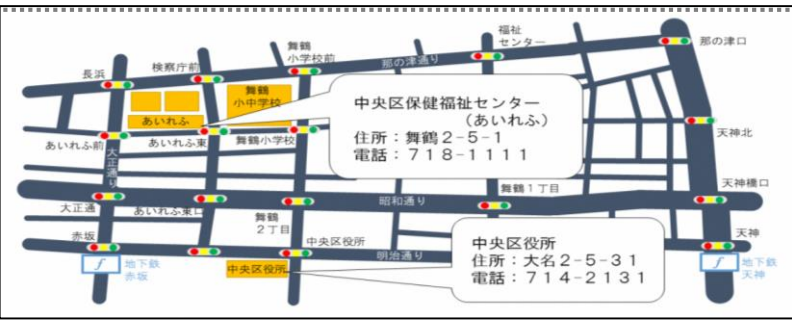 福祉
センター
那の津口
舞鶴
小学校前
那の津通り
検察庁前
長浜
舞鶴
小中学校
中央区保健福祉センター
（あいれふ）
住所：舞鶴２-５-１
電話：７１８-１１１１
あいれふ
天神北
あいれふ前
あいれふ東
舞鶴小学校
大正通り
天神橋口
舞鶴１丁目
昭和通り
大正通
あいれふ東口
舞鶴
２丁目
赤坂
中央区役所
明治通り
天神
中央区役所
住所：大名２-５-３１
電話：７１４-２１３１
地下鉄
赤坂
中央区役所
地下鉄
天神